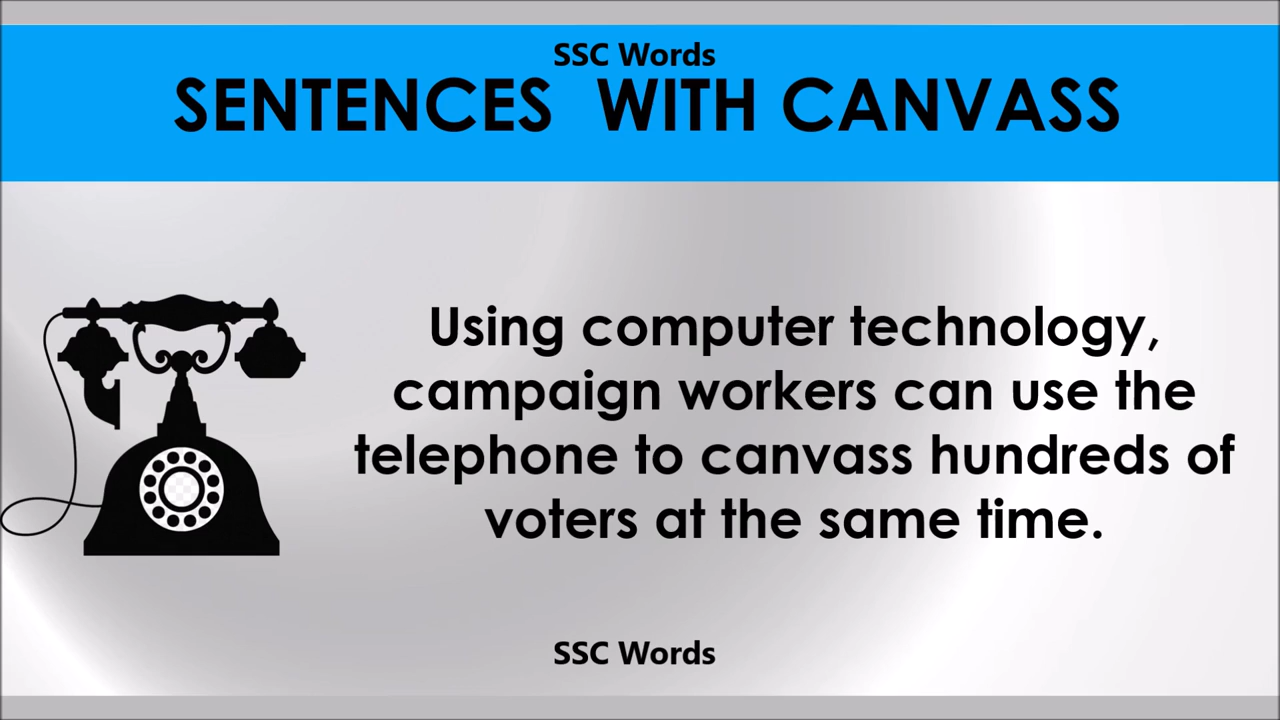 SSC Words
SENTENCES WITH CANVASS
Using computer technology,
campaign workers can use the
telephone to canvass hundreds of
voters at the same time.
SSC Words